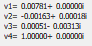 v1: 0.00781+ 0.00000i
v2: -0.00163+ 0.00018i
v3: 0.00051- 0.00313i
v4: 1.00000+ 0.00000i